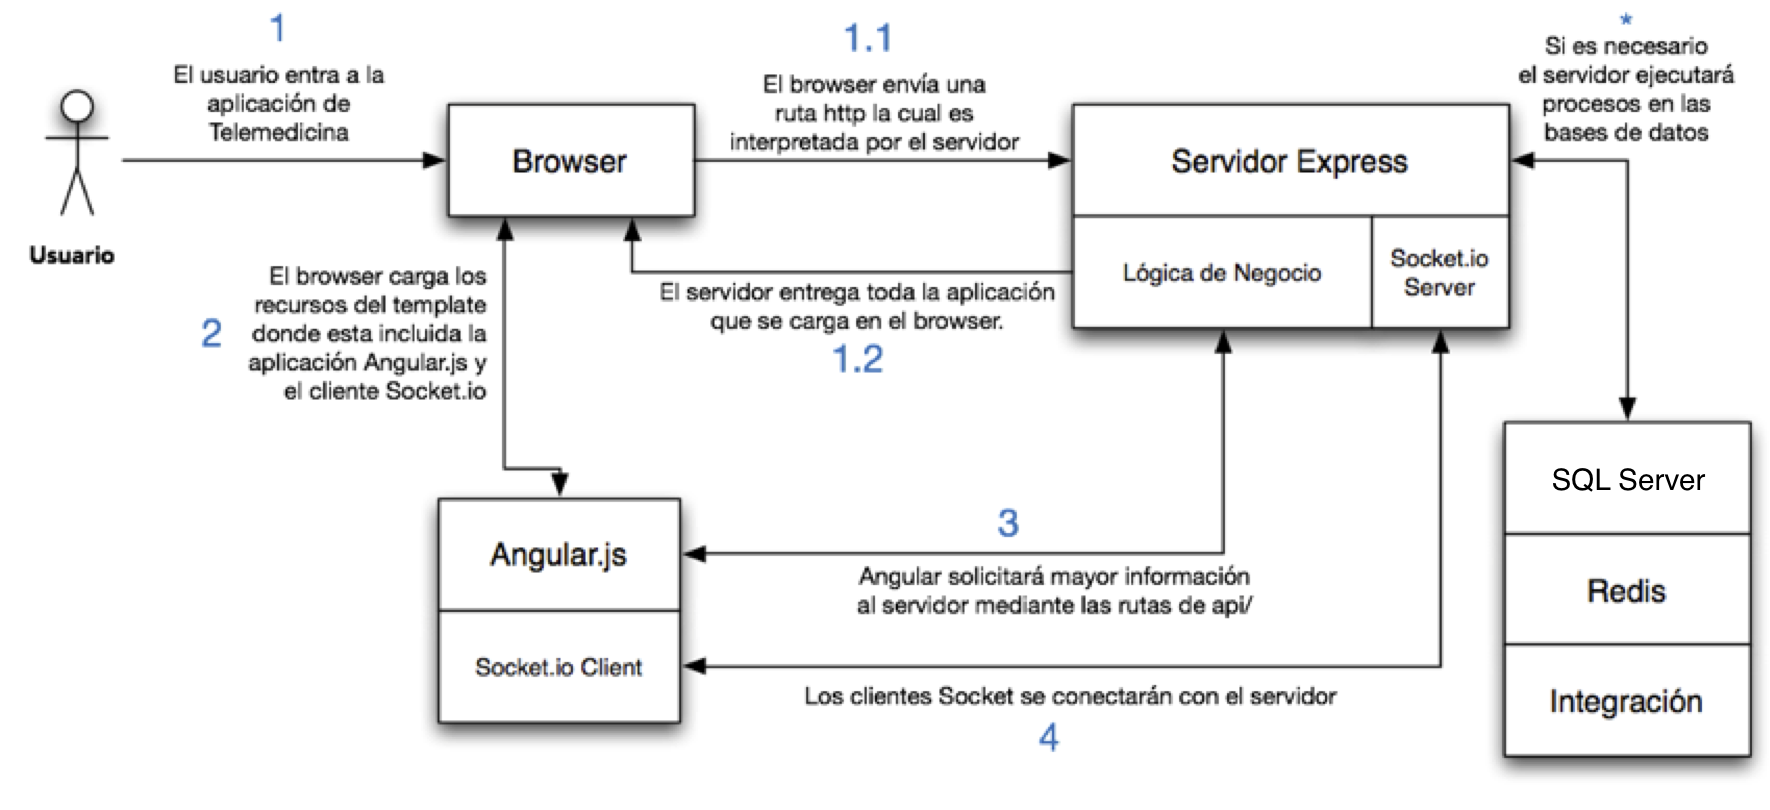 1
El usuario entra a la
aplicación de
Telemedicina
Usuario
Browser
1.1
El browser envía una
ruta http la cual es
interpretada por el servidor
Servidor Express
Lógica de Negocio
Socket.io
Server
*
Si es necesario
el servidor ejecutará
procesos en las
bases de datos
El servidor entrega toda la aplicación
que se carga en el browser.
1.2
2
El browser carga los
recursos del template
donde esta incluida la
aplicación Angular.js y
el cliente Socket.io
Angular.js
Socket.io Client
3
Angular solicitará mayor información
al servidor mediante las rutas de api/
Los clientes Socket se conectarán con el servidor
4
SQL Server
Redis
Integración